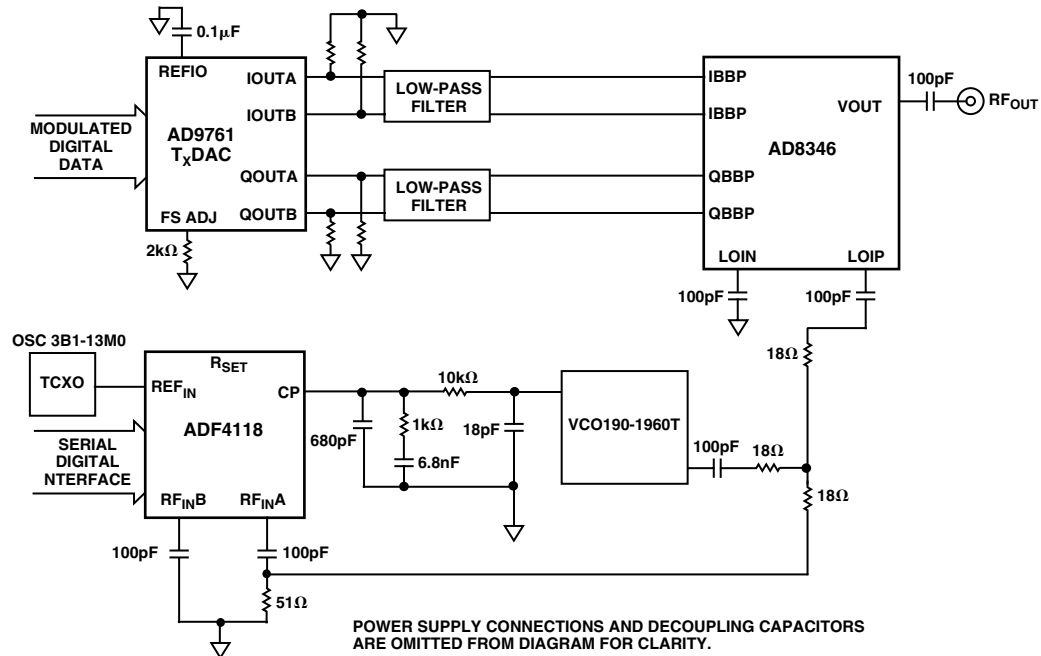 0.1μF
REFIO
IOUTA
IOUTB
AD9761
TXDAC
MODULATED
DIGITAL
DATA
QOUTA
QOUTB
FS ADJ
2kΩ
LOW-PASS
FILTER
LOW-PASS
FILTER
IBBP
IBBP
QBBP
QBBP
VOUT
AD8346
LOIN
LOIP
100pF
RFOUT
100pF
100pF
18Ω
OSC 3B1-13M0
TCXO
RSET
REFIN
CP
ADF4118
SERIAL
DIGITAL
NTERFACE
RFINB
RFINA
10kΩ
1kΩ
680pF
18pF
6.8nF
VCO190-1960T
100pF
18Ω
18Ω
100pF
100pF
51Ω
POWER SUPPLY CONNECTIONS AND DECOUPLING CAPACITORS
ARE OMITTED FROM DIAGRAM FOR CLARITY.